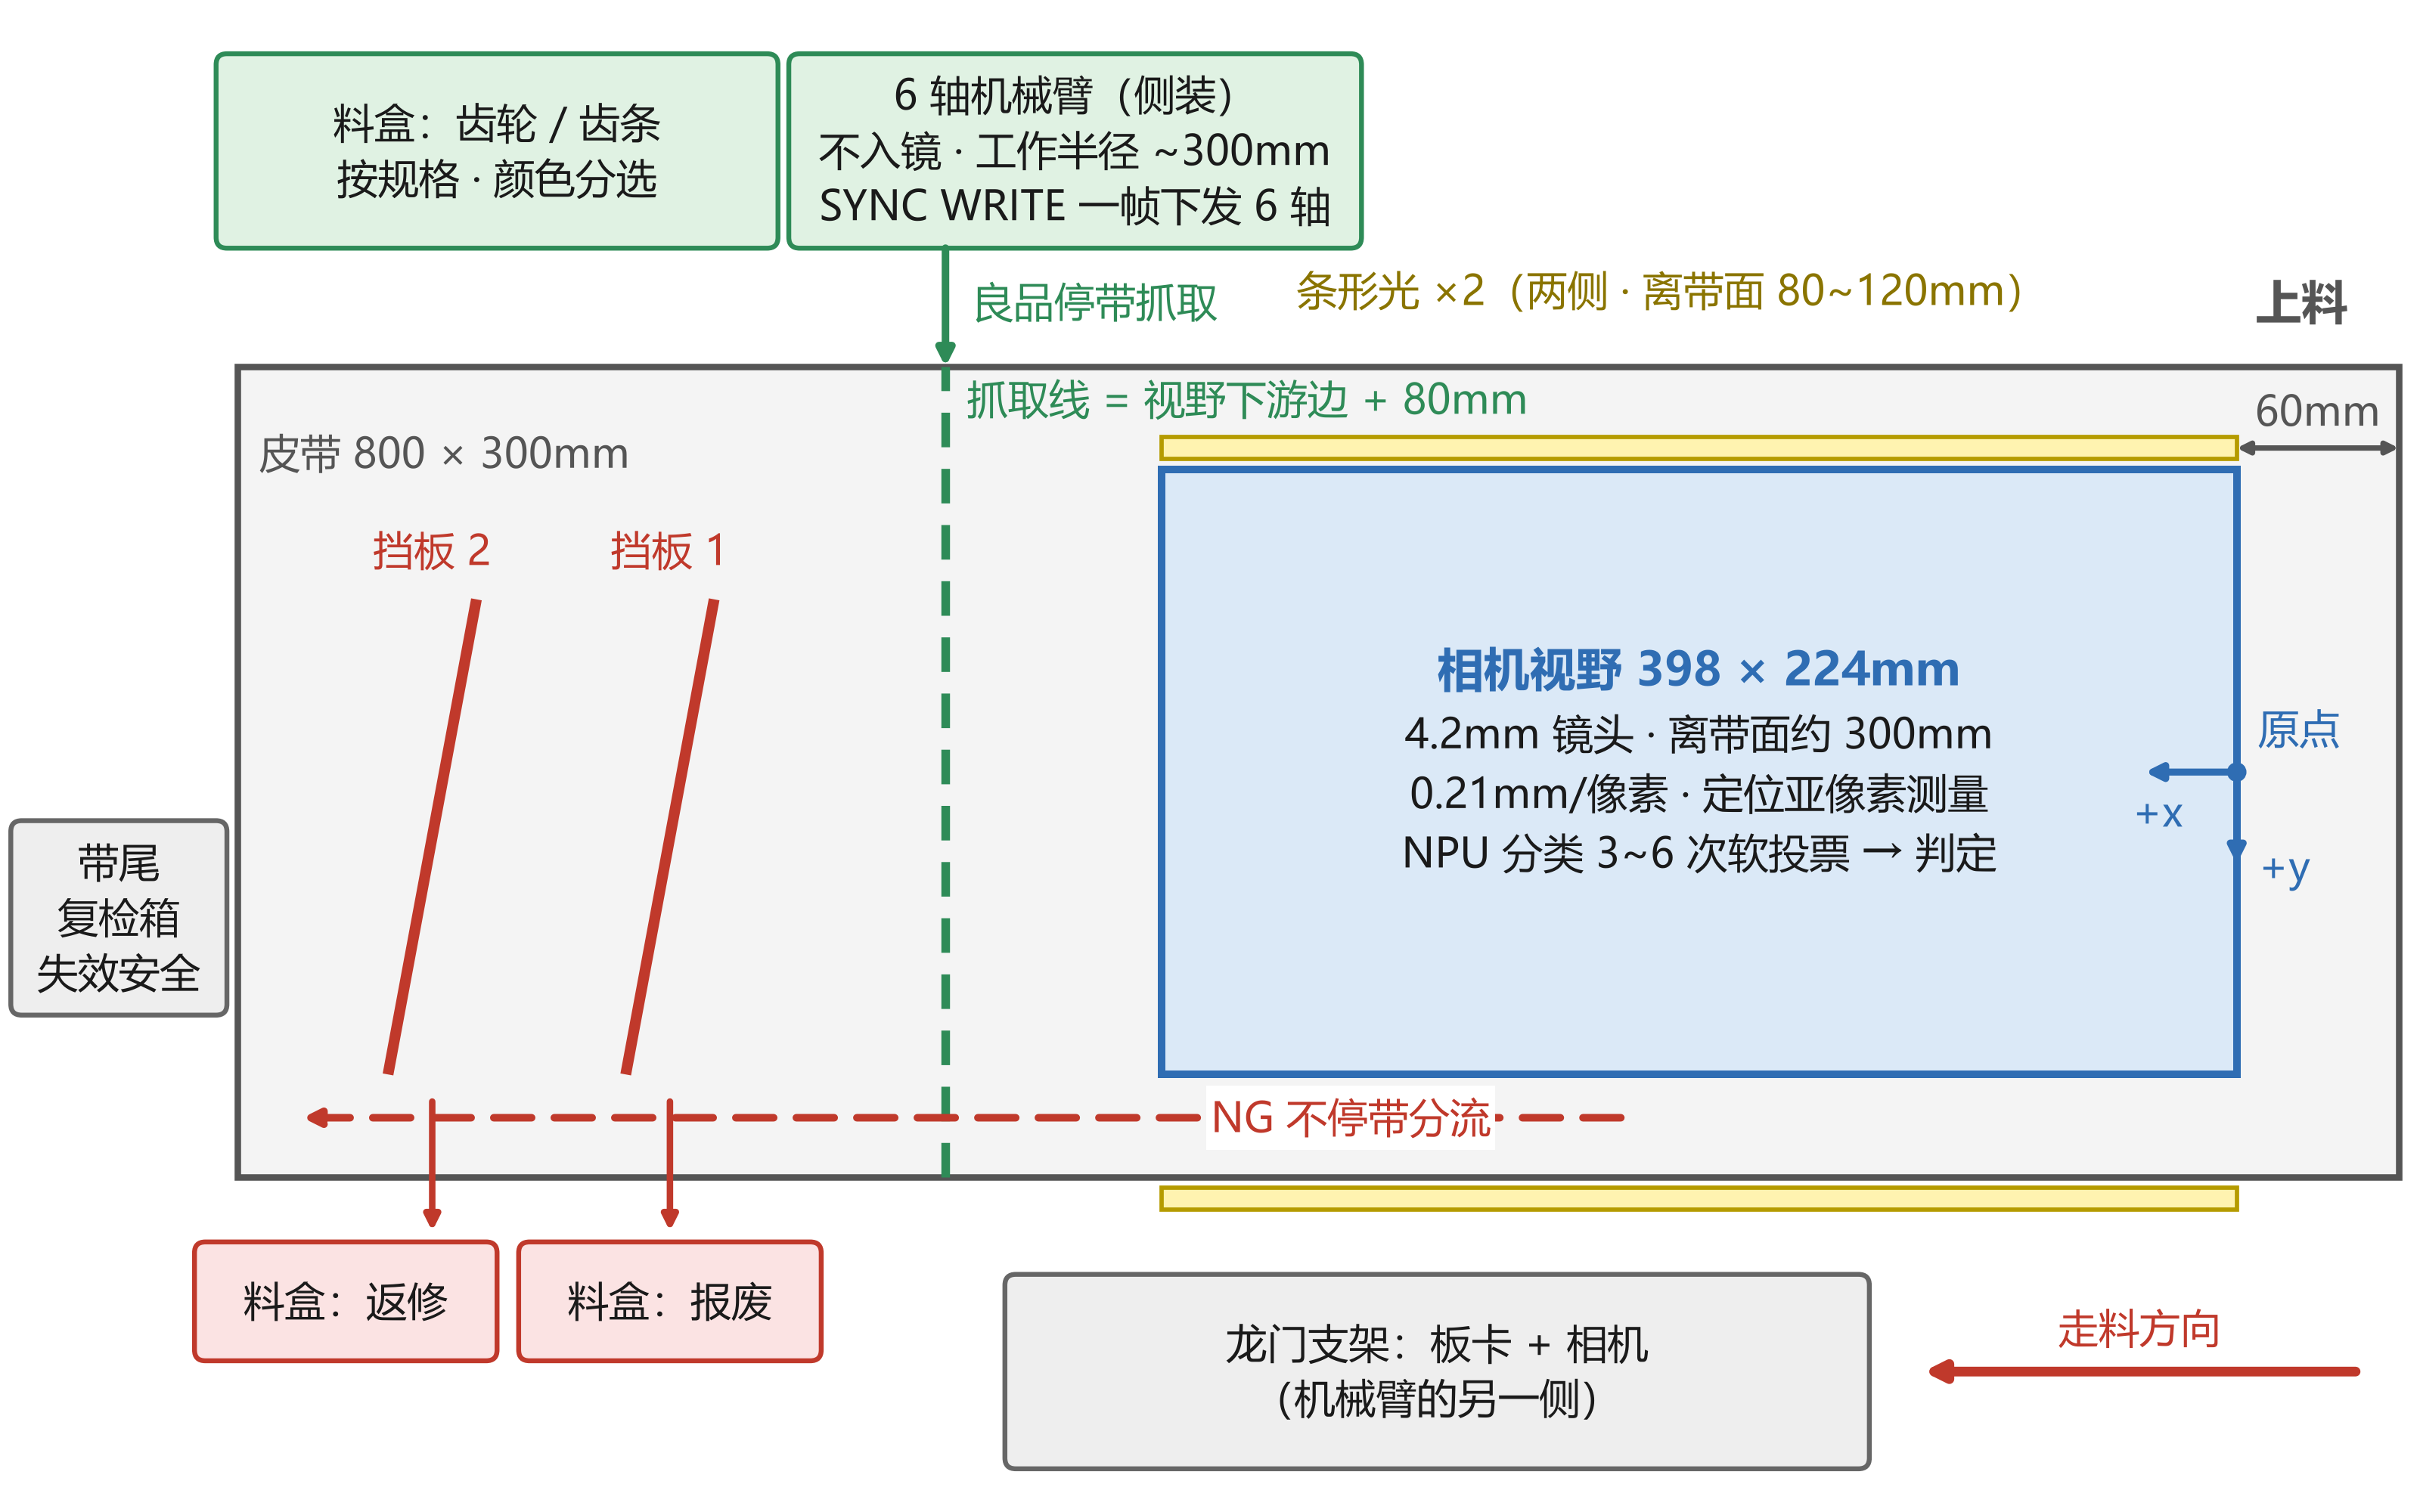 料盒：齿轮 / 齿条
按规格 · 颜色分选
6 轴机械臂（侧装）
不入镜 · 工作半径 ~300mm
SYNC WRITE 一帧下发 6 轴
良品停带抓取
条形光 ×2（两侧 · 离带面 80~120mm）
上料
抓取线 = 视野下游边 + 80mm
60mm
皮带 800 × 300mm
挡板 2
挡板 1
相机视野 398 × 224mm
4.2mm 镜头 · 离带面约 300mm
0.21mm/像素 · 定位亚像素测量
NPU 分类 3~6 次软投票 → 判定
原点
+x
+y
带尾
复检箱
失效安全
NG 不停带分流
料盒：返修
料盒：报废
龙门支架：板卡 + 相机
（机械臂的另一侧）
走料方向